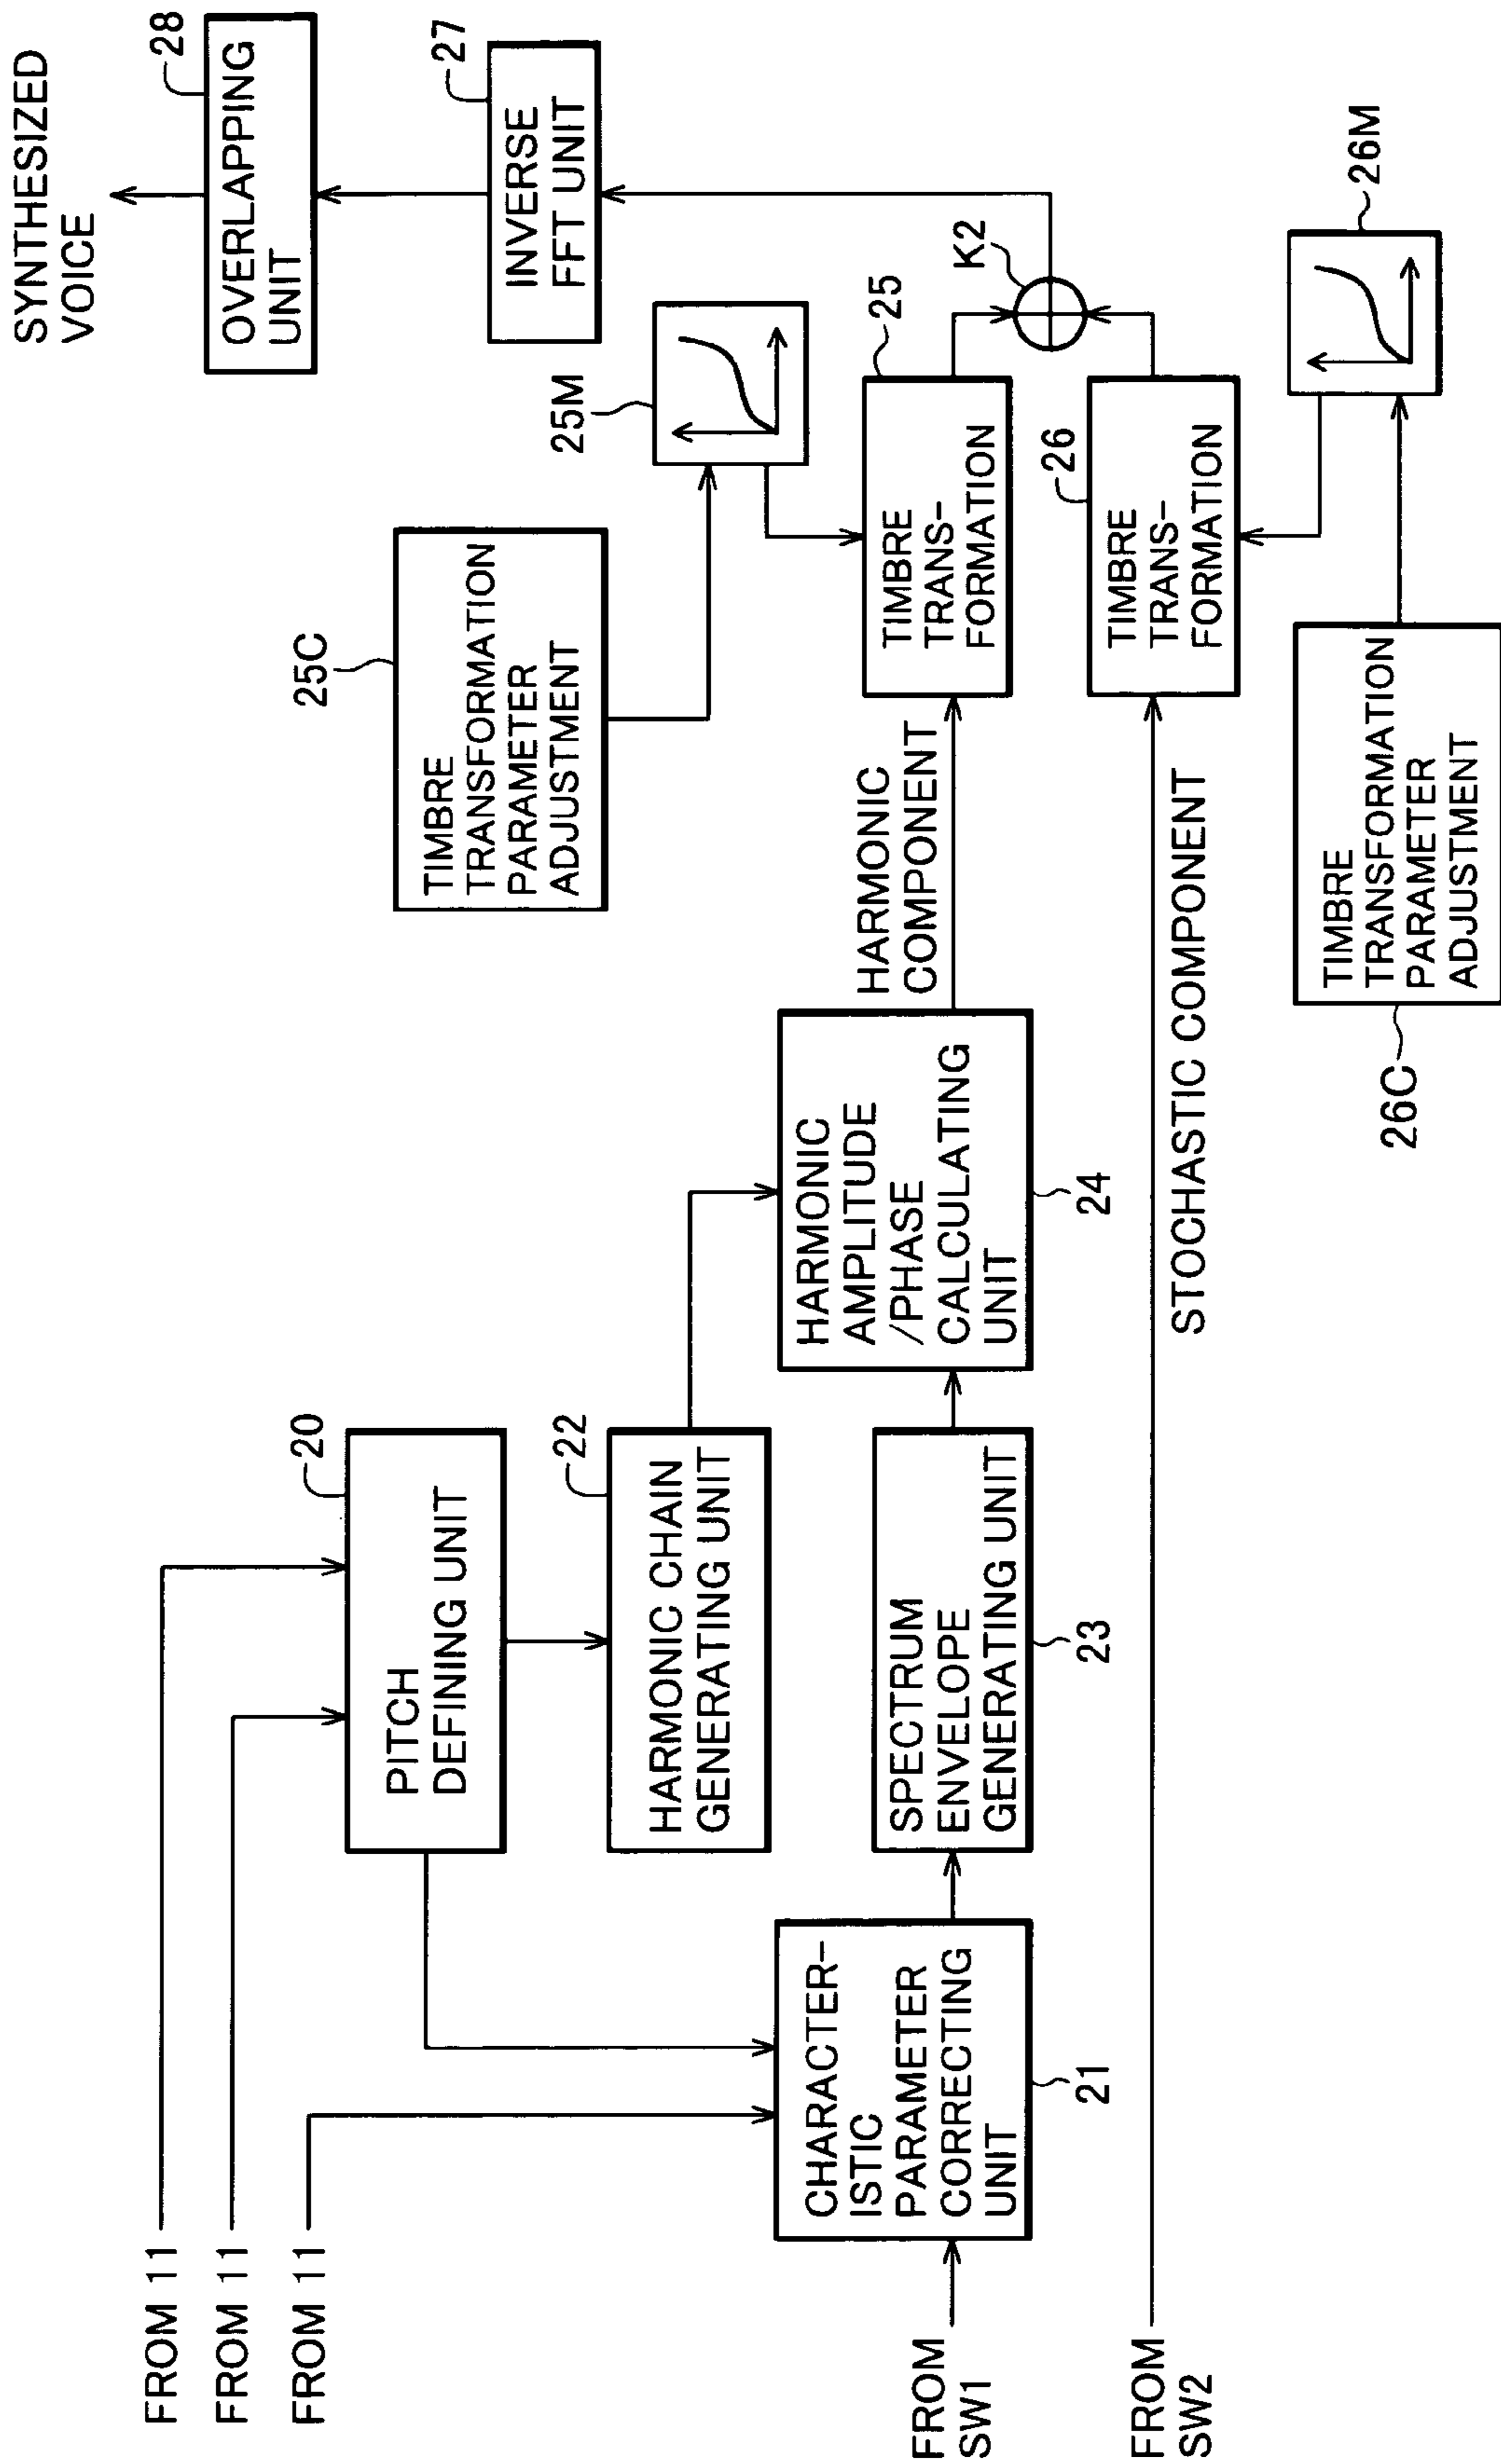 SYNTHESIZED
VOICE
28
OVERLAPPING
UNIT
27
INVERSE
FFT UNIT
25M
25C
TIMBRE
TRANSFORMATION
PARAMETER
ADJUSTMENT
25
TIMBRE
TRANS-
FORMATION
K2
26
TIMBRE
TRANS-
FORMATION
26M
26C
TIMBRE
TRANSFORMATION
PARAMETER
ADJUSTMENT
HARMONIC
COMPONENT
STOCHASTIC COMPONENT
FROM 11
FROM 11
FROM 11
20
PITCH
DEFINING UNIT
22
HARMONIC CHAIN
GENERATING UNIT
HARMONIC
AMPLITUDE
/PHASE
CALCULATING
UNIT
24
SPECTRUM
ENVELOPE
GENERATING UNIT
23
CHARACTER-
ISTIC
PARAMETER
CORRECTING
UNIT
21
FROM
SW1
FROM
SW2